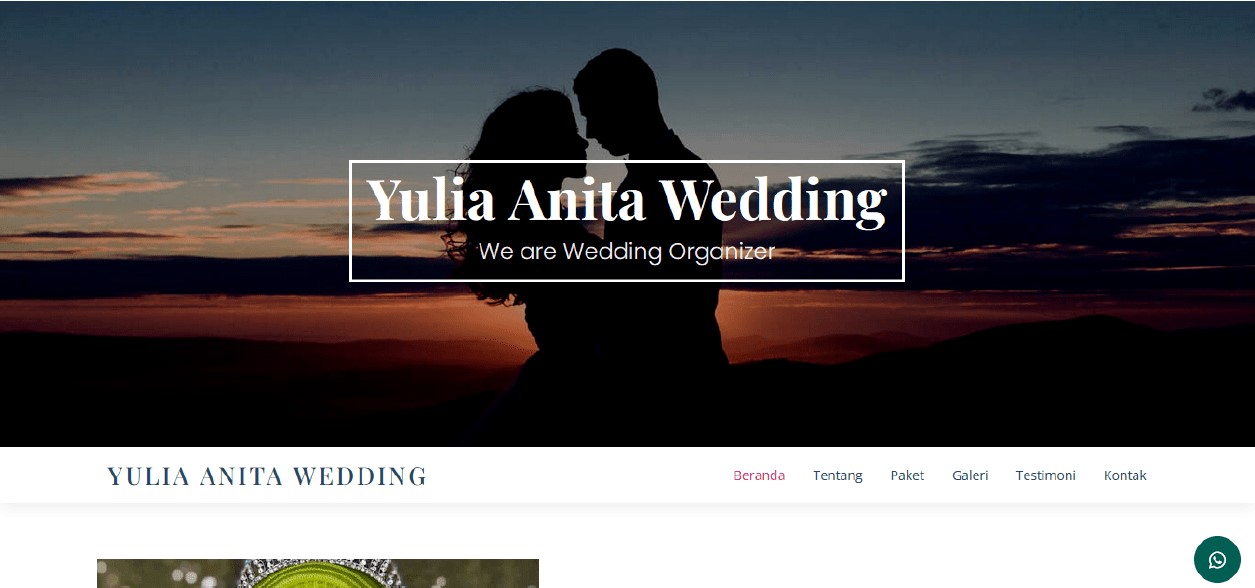 Yulia Anita Wedding
We are Wedding Organizer
YULIA ANITA WEDDING
Beranda Tentang Paket Galeri Testimoni Kontak